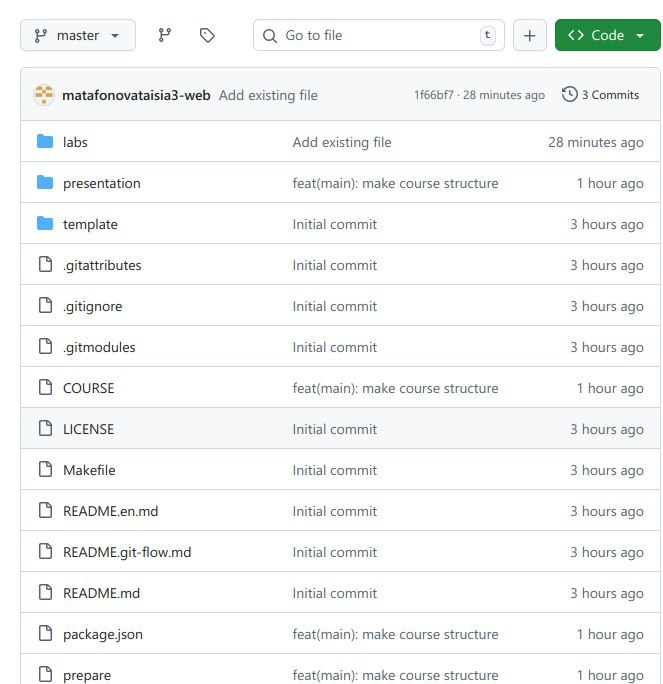 master Go to file t Code
matafonovataisia3-web Add existing file 1f66bf7 · 28 minutes ago 3 Commits
labs Add existing file 28 minutes ago
presentation feat(main): make course structure 1 hour ago
template Initial commit 3 hours ago
.gitattributes Initial commit 3 hours ago
.gitignore Initial commit 3 hours ago
.gitmodules Initial commit 3 hours ago
COURSE feat(main): make course structure 1 hour ago
LICENSE Initial commit 3 hours ago
Makefile Initial commit 3 hours ago
README.en.md Initial commit 3 hours ago
README.git-flow.md Initial commit 3 hours ago
README.md Initial commit 3 hours ago
package.json feat(main): make course structure 1 hour ago
prepare feat(main): make course structure 1 hour ago